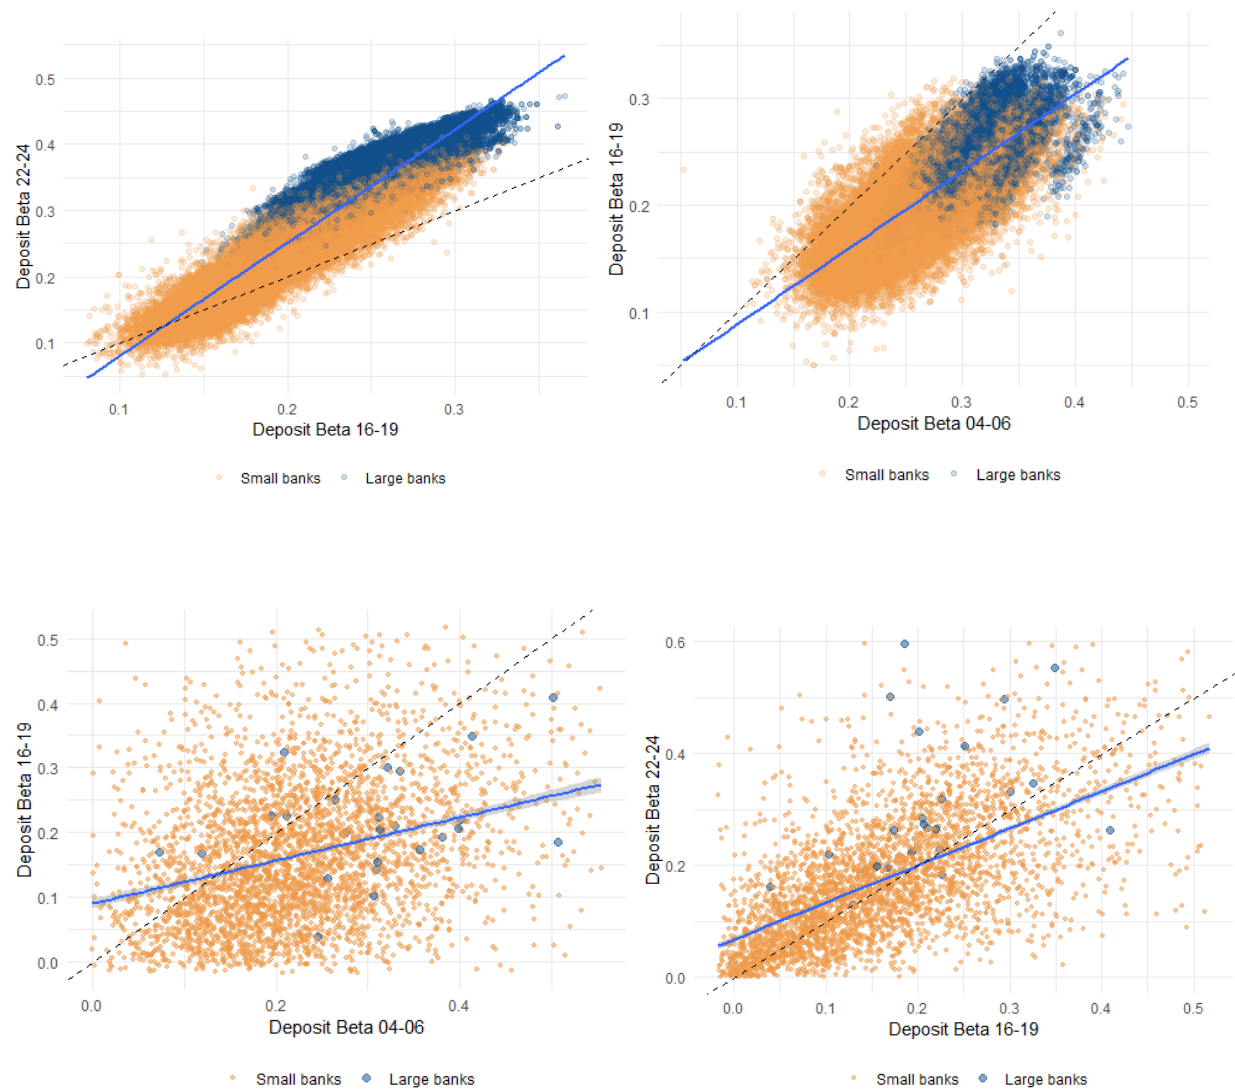 Deposit Beta 22-24
0.5
0.4
0.3
0.2
0.1
0.1 0.2 0.3
Deposit Beta 16-19
Small banks Large banks
Deposit Beta 16-19
0.3
0.2
0.1
0.1 0.2 0.3 0.4 0.5
Deposit Beta 04-06
Small banks Large banks
Deposit Beta 16-19
0.5
0.4
0.3
0.2
0.1
0.0
0.0 0.2 0.4
Deposit Beta 04-06
Small banks Large banks
Deposit Beta 22-24
0.6
0.4
0.2
0.0
0.0 0.1 0.2 0.3 0.4 0.5
Deposit Beta 16-19
Small banks Large banks